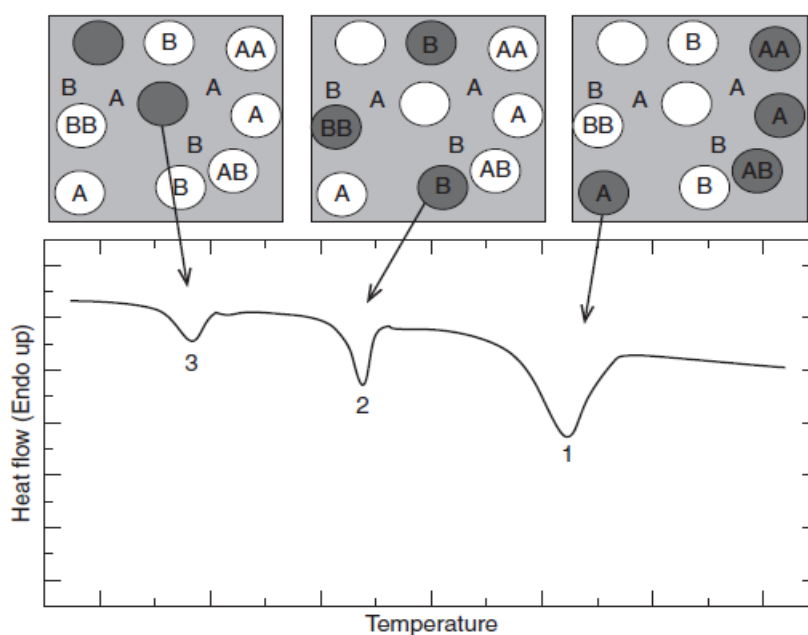 B AA
B A A
BB A
B AB
A B
B AA
B A A
BB A
B AB
A B
B AA
B A A
BB A
B AB
A B
Heat flow (Endo up)
3
2
1
Temperature